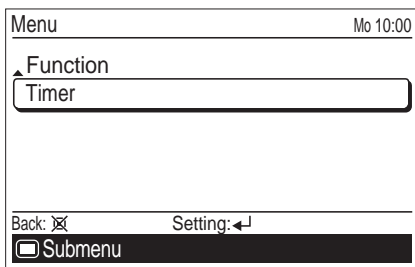 Menu Mo 10:00
Function
Timer
Back: Setting:
Submenu